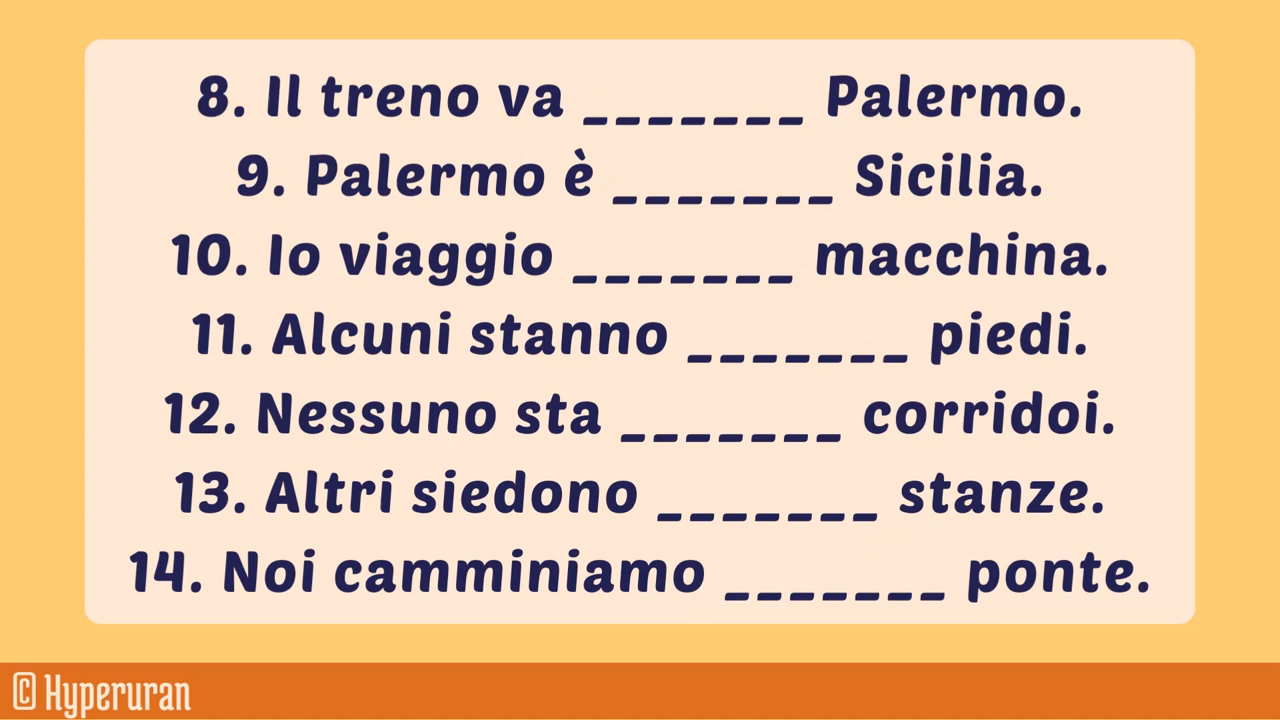 8. Il treno va _______ Palermo.
9. Palermo è _______ Sicilia.
10. Io viaggio _______ macchina.
11. Alcuni stanno _______ piedi.
12. Nessuno sta _______ corridoi.
13. Altri siedono _______ stanze.
14. Noi camminiamo _______ ponte.
© Hyperuran